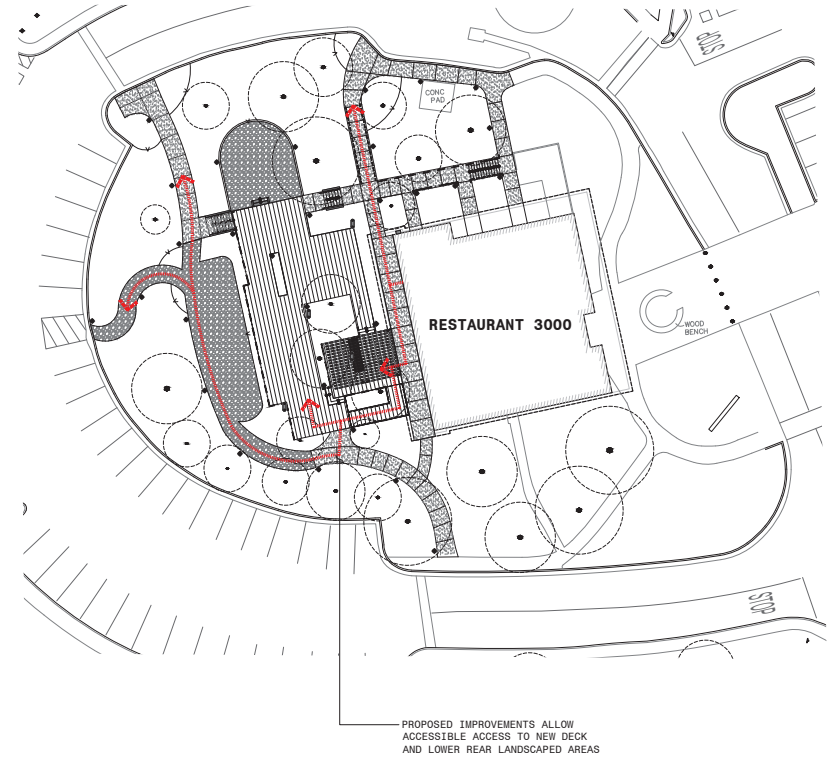 STOP
CONC
PAD
RESTAURANT 3000
WOOD
BENCH
STOP
PROPOSED IMPROVEMENTS ALLOW
ACCESSIBLE ACCESS TO NEW DECK
AND LOWER REAR LANDSCAPED AREAS